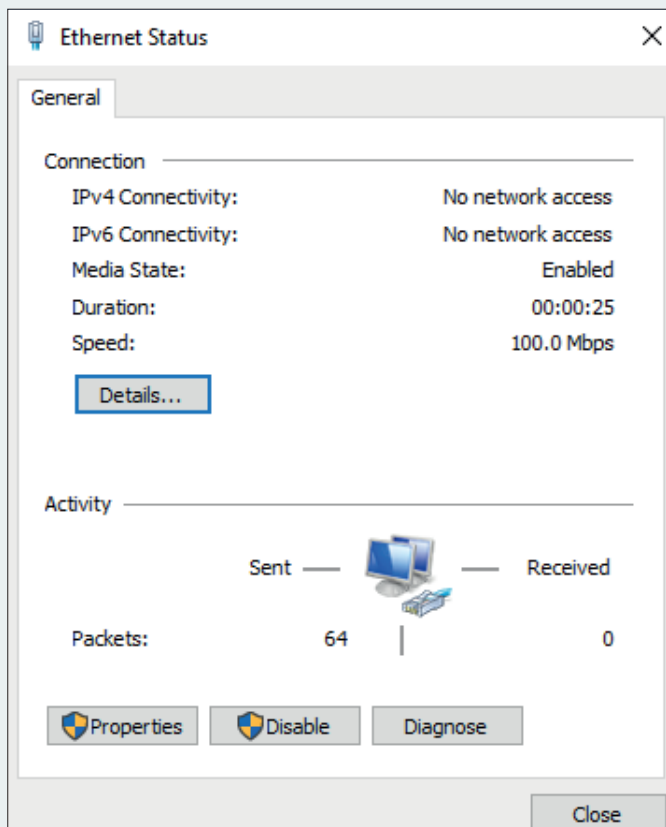 Ethernet Status
General
Connection
IPv4 Connectivity: No network access
IPv6 Connectivity: No network access
Media State: Enabled
Duration: 00:00:25
Speed: 100.0 Mbps
Details...
Activity
Sent Received
Packets: 64 0
Properties Disable Diagnose
Close